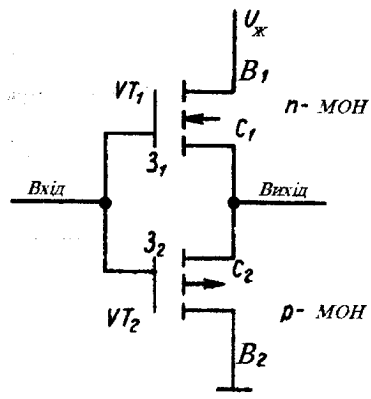 Uж
B₁
VT₁
n- МОН
C₁
З₁
Вхід
Вихід
З₂
C₂
VT₂
p- МОН
B₂